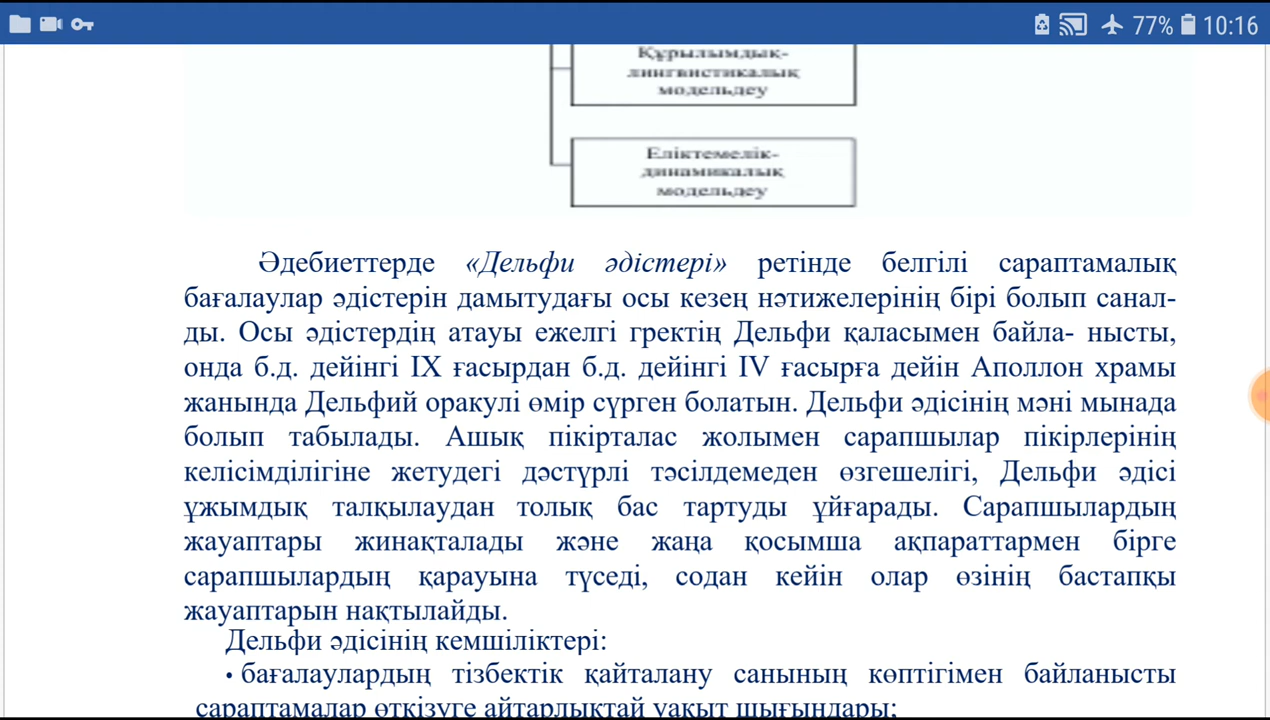 77% 10:16
Құрылымдық-
лингвистикалық
модельдеу
Еліктемелік-
динамикалық
модельдеу
Әдебиеттерде «Дельфи әдістері» ретінде белгілі сараптамалық
бағалаулар әдістерін дамытудағы осы кезең нәтижелерінің бірі болып санал-
ды. Осы әдістердің атауы ежелгі гректің Дельфи қаласымен байла- нысты,
онда б.д. дейінгі IX ғасырдан б.д. дейінгі IV ғасырға дейін Аполлон храмы
жанында Дельфий оракулі өмір сүрген болатын. Дельфи әдісінің мәні мынада
болып табылады. Ашық пікірталас жолымен сарапшылар пікірлерінің
келісімділігіне жетудегі дәстүрлі тәсілдемеден өзгешелігі, Дельфи әдісі
ұжымдық талқылаудан толық бас тартуды ұйғарады. Сарапшылардың
жауаптары жинақталады және жаңа қосымша ақпараттармен бірге
сарапшылардың қарауына түседі, содан кейін олар өзінің бастапқы
жауаптарын нақтылайды.
Дельфи әдісінің кемшіліктері:
• бағалаулардың тізбектік қайталану санының көптігімен байланысты
сараптамалар өткізуге айтарлықтай уақыт шығындары;